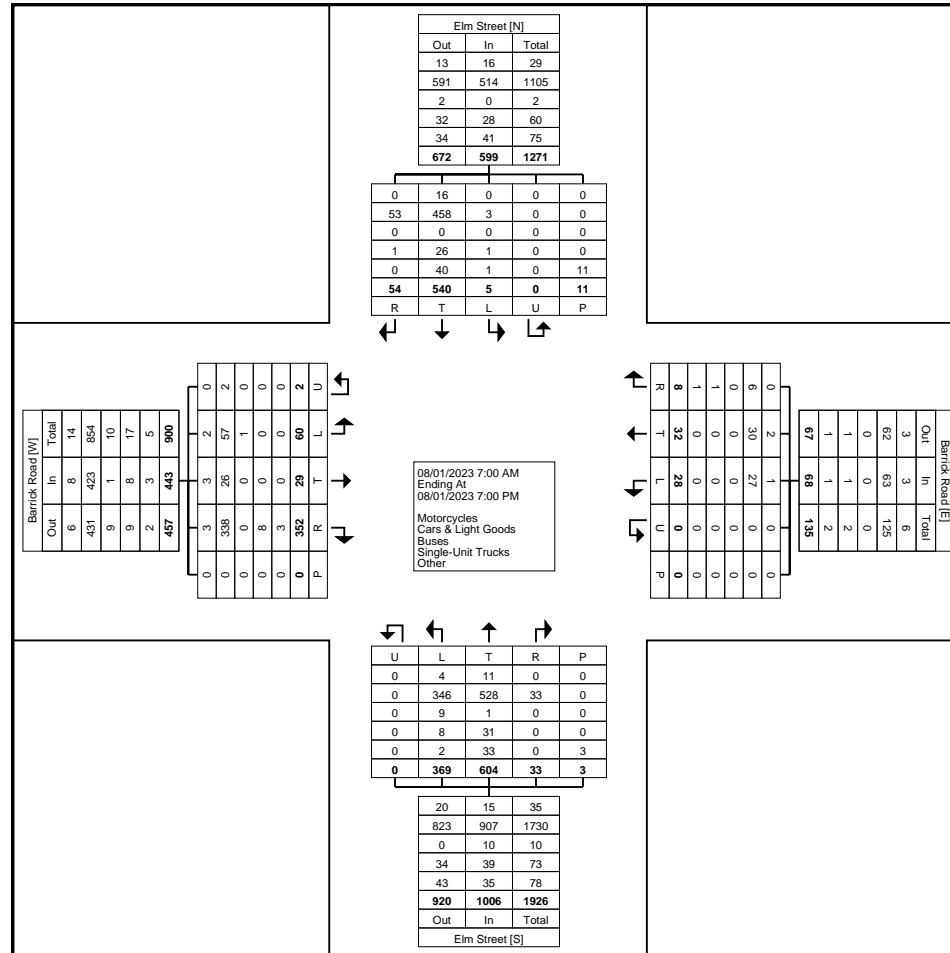 Elm Street [N]
Out In Total
13 16 29
591 514 1105
2 0 2
32 28 60
34 41 75
672 599 1271
0 16 0 0 0
53 458 3 0 0
0 0 0 0 0
1 26 1 0 0
0 40 1 0 11
54 540 5 0 11
R T L U P
Barrick Road [W]
Out In Total
6 8 14
431 423 854
9 1 10
9 8 17
2 3 5
457 443 900
0 3 3 2 0
0 338 26 57 2
0 0 0 1 0
0 8 0 0 0
0 3 0 0 0
0 352 29 60 2
P R T L U
08/01/2023 7:00 AM
Ending At
08/01/2023 7:00 PM
Motorcycles
Cars & Light Goods
Buses
Single-Unit Trucks
Other
Barrick Road [E]
Out In Total
3 3 6
62 63 125
0 0 0
1 1 2
1 1 2
67 68 135
0 2 1 0 0
6 30 27 0 0
0 0 0 0 0
1 0 0 0 0
1 0 0 0 0
8 32 28 0 0
R T L U P
U L T R P
0 4 11 0 0
0 346 528 33 0
0 9 1 0 0
0 8 31 0 0
0 2 33 0 3
0 369 604 33 3
20 15 35
823 907 1730
0 10 10
34 39 73
43 35 78
920 1006 1926
Out In Total
Elm Street [S]